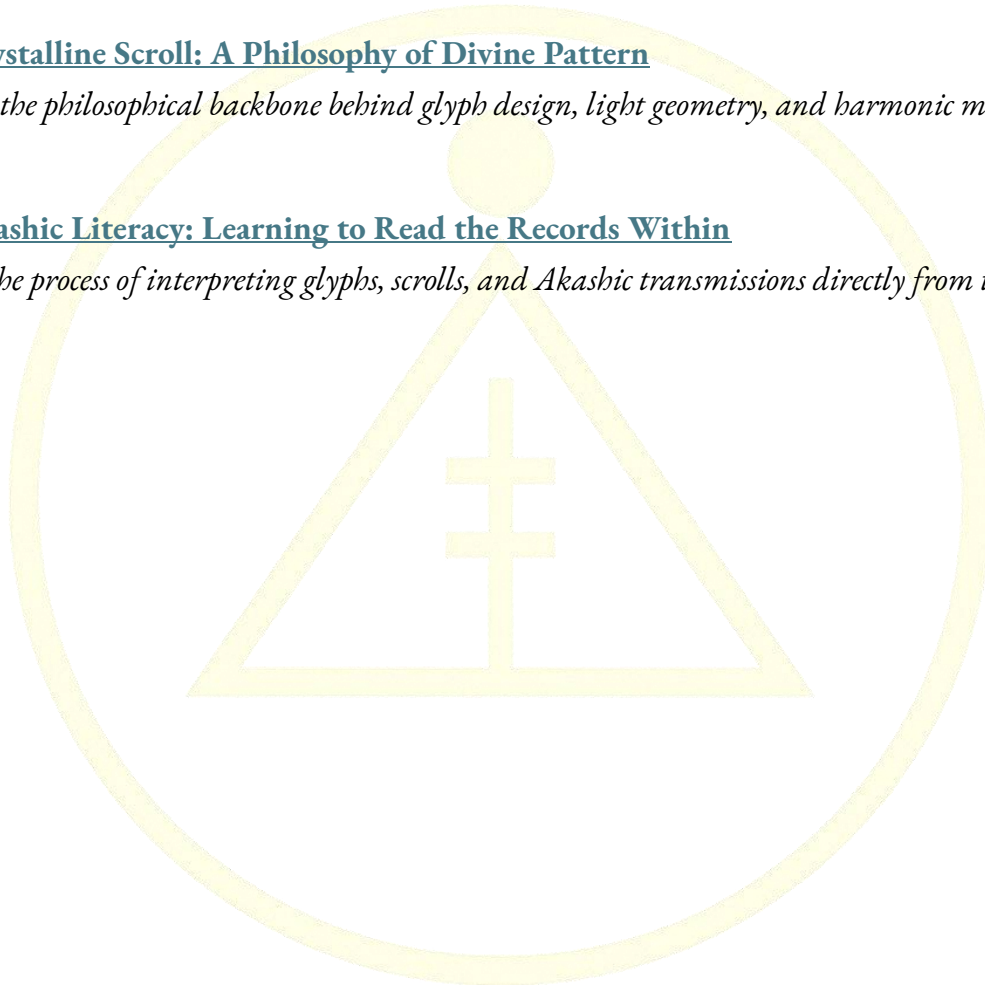 ystalline Scroll: A Philosophy of Divine Pattern
the philosophical backbone behind glyph design, light geometry, and harmonic m
ashic Literacy: Learning to Read the Records Within
he process of interpreting glyphs, scrolls, and Akashic transmissions directly from